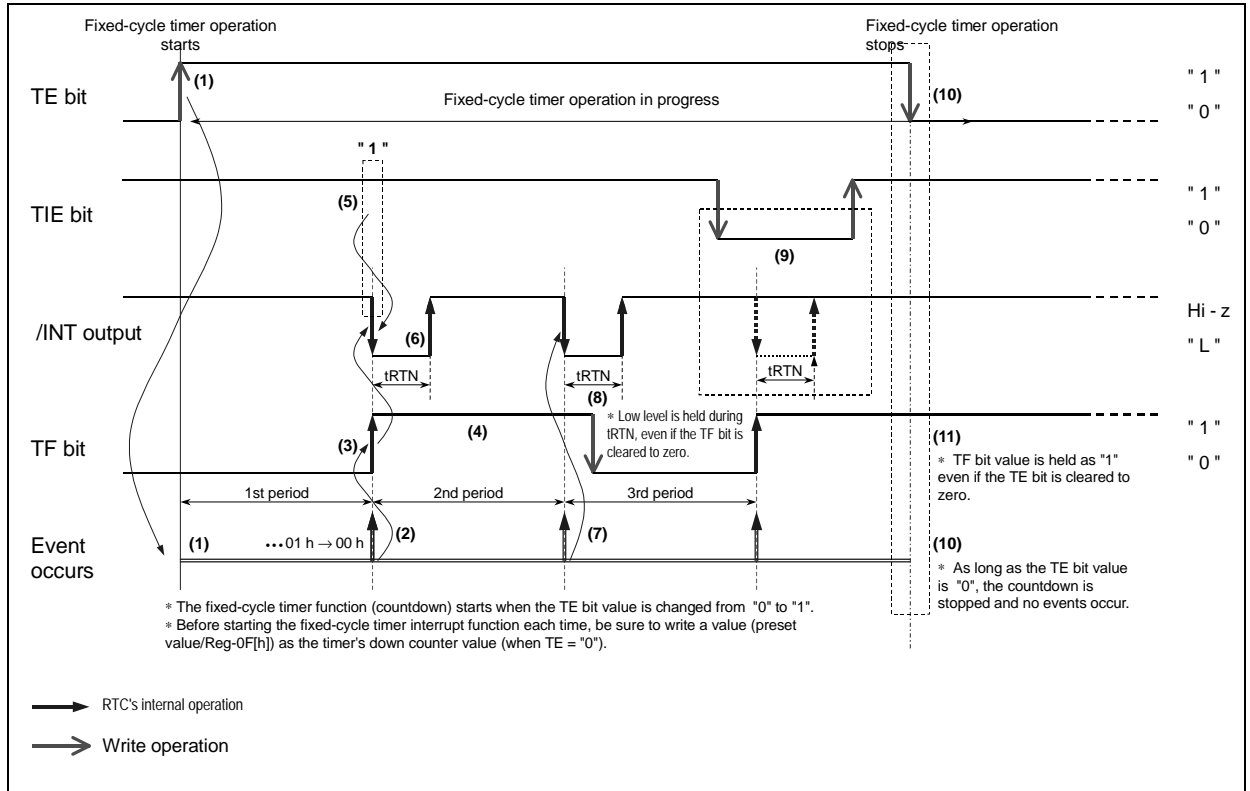 Fixed-cycle timer operation
starts
Fixed-cycle timer operation
stops
TE bit
(1)
Fixed-cycle timer operation in progress
(10)
" 1 "
" 0 "
" 1 "
TIE bit
(5)
(9)
" 1 "
" 0 "
/INT output
(6)
Hi - z
" L "
tRTN
tRTN
tRTN
(8)
TF bit
(3)
(4)
* Low level is held during
tRTN, even if the TF bit is
cleared to zero.
(11)
* TF bit value is held as "1"
even if the TE bit is cleared to
zero.
" 1 "
" 0 "
1st period
2nd period
3rd period
Event
occurs
(1)
•••01 h → 00 h
(2)
(7)
(10)
* As long as the TE bit value
is "0", the countdown is
stopped and no events occur.
* The fixed-cycle timer function (countdown) starts when the TE bit value is changed from "0" to "1".
* Before starting the fixed-cycle timer interrupt function each time, be sure to write a value (preset
value/Reg-0F[h]) as the timer's down counter value (when TE = "0").
RTC's internal operation
Write operation